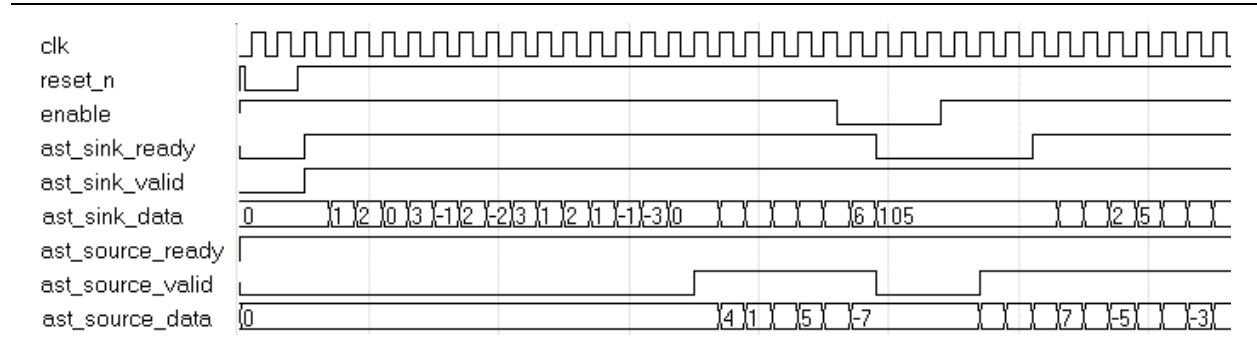 clk
reset_n
enable
ast_sink_ready
ast_sink_valid
ast_sink_data 0 1 2 0 3 -1 2 -2 3 1 2 1 -1 -3 0 6 105 2 5
ast_source_ready
ast_source_valid
ast_source_data 0 4 1 5 -7 7 -5 -3